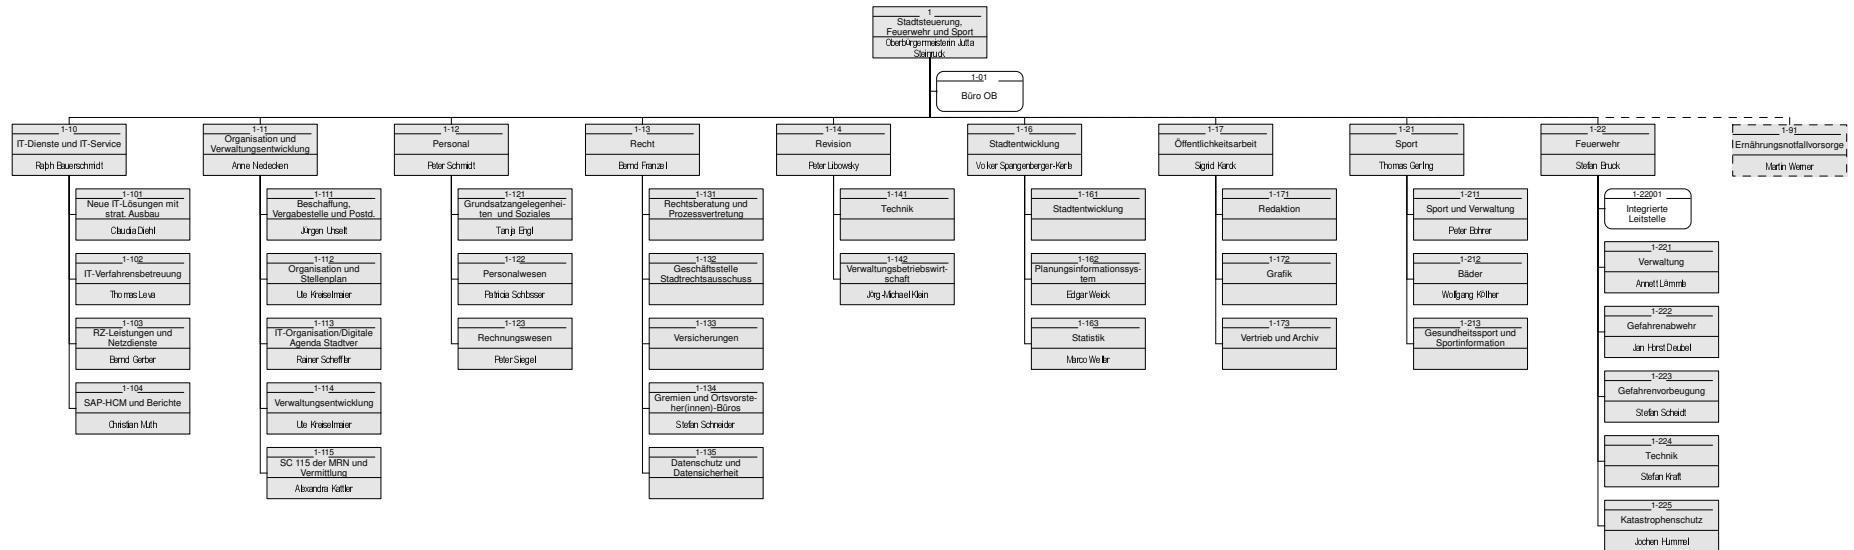 1
Stadtsteuerung,
Feuerwehr und Sport
Oberbürgermeisterin Jutta
Steinruck
1-01
Büro OB
1-10
IT-Dienste und IT-Service
Ralph Bauerschmidt
1-101
Neue IT-Lösungen mit
strat. Ausbau
Claudia Diehl
1-102
IT-Verfahrensbetreuung
Thomas Leva
1-103
RZ-Leistungen und
Netzdienste
Bernd Gerber
1-104
SAP-HCM und Berichte
Christian Muth
1-11
Organisation und
Verwaltungsentwicklung
Anne Nedecken
1-111
Beschaffung,
Vergabestelle und Postd.
Jürgen Unselt
1-112
Organisation und
Stellenplan
Ute Kreiselmaier
1-113
IT-Organisation/Digitale
Agenda Stadtver
Rainer Scheffler
1-114
Verwaltungsentwicklung
Ute Kreiselmaier
1-115
SC 115 der MRN und
Vermittlung
Alexandra Kattler
1-12
Personal
Peter Schmidt
1-121
Grundsatzangelegenhei-
ten und Soziales
Tanja Engl
1-122
Personalwesen
Patricia Schlosser
1-123
Rechnungswesen
Peter Siegel
1-13
Recht
Bernd Franzel
1-131
Rechtsberatung und
Prozessvertretung
1-132
Geschäftsstelle
Stadtrechtsausschuss
1-133
Versicherungen
1-134
Gremien und Ortsvorste-
her(innen)-Büros
Stefan Schneider
1-135
Datenschutz und
Datensicherheit
1-14
Revision
Peter Libowsky
1-141
Technik
1-142
Verwaltungsbetriebswirt-
schaft
Jörg-Michael Klein
1-16
Stadtentwicklung
Volker Spangenberger-Kerle
1-161
Stadtentwicklung
1-162
Planungsinformationssys-
tem
Edgar Weick
1-163
Statistik
Marco Weller
1-17
Öffentlichkeitsarbeit
Sigrid Karck
1-171
Redaktion
1-172
Grafik
1-173
Vertrieb und Archiv
1-21
Sport
Thomas Gerling
1-211
Sport und Verwaltung
Peter Bohrer
1-212
Bäder
Wolfgang Kölher
1-213
Gesundheitssport und
Sportinformation
1-22
Feuerwehr
Stefan Bruck
1-22001
Integrierte
Leitstelle
1-221
Verwaltung
Annett Lämmle
1-222
Gefahrenabwehr
Jan Horst Deubel
1-223
Gefahrenvorbeugung
Stefan Scheidt
1-224
Technik
Stefan Kraft
1-225
Katastrophenschutz
Jochen Hummel
1-91
Ernährungsnotfallvorsorge
Martin Werner